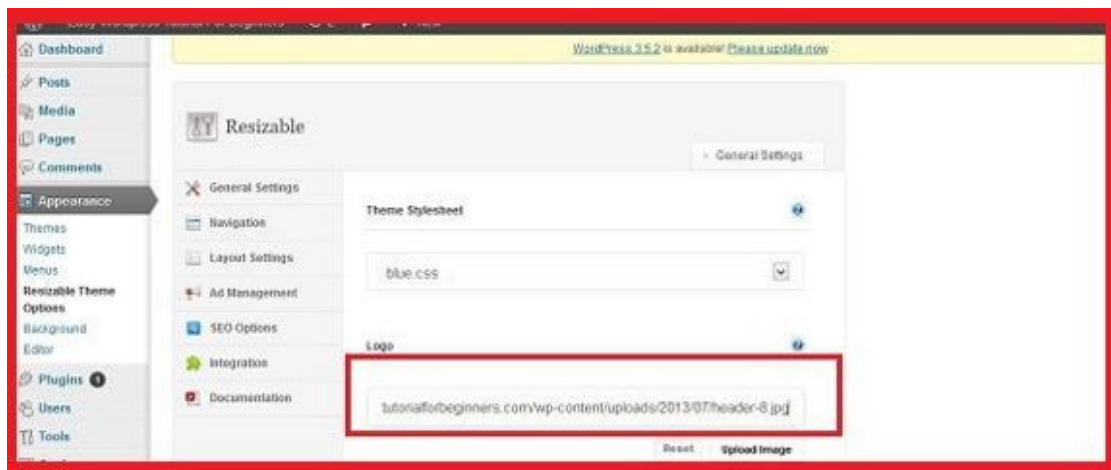 Dashboard
WordPress 3.5.2 is available! Please update now
Posts
Media
Pages
Comments
Appearance
Themes
Widgets
Menus
Resizable Theme
Options
Background
Editor
Plugins
Users
Tools
Resizable
General Settings
General Settings
Navigation
Layout Settings
Ad Management
SEO Options
Integration
Documentation
Theme Stylesheet
blue.css
Logo
tutorialforbeginners.com/wp-content/uploads/2013/07/header-8.jpg
Reset Upload Image